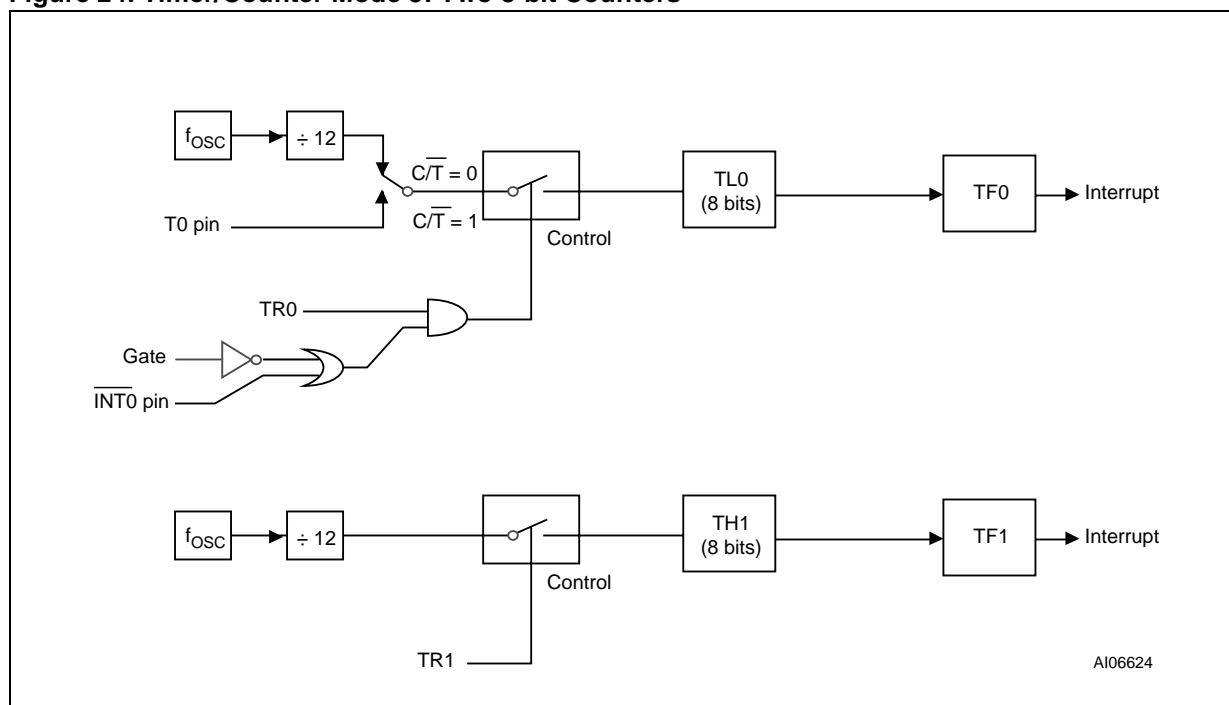 Figure 24. Timer/Counter Mode 3: Two 8-bit Counters
fOSC
÷ 12
C/T̅ = 0
T0 pin
C/T̅ = 1
Control
TL0
(8 bits)
TF0
Interrupt
TR0
Gate
I̅N̅T̅0̅ pin
fOSC
÷ 12
Control
TH1
(8 bits)
TF1
Interrupt
TR1
AI06624